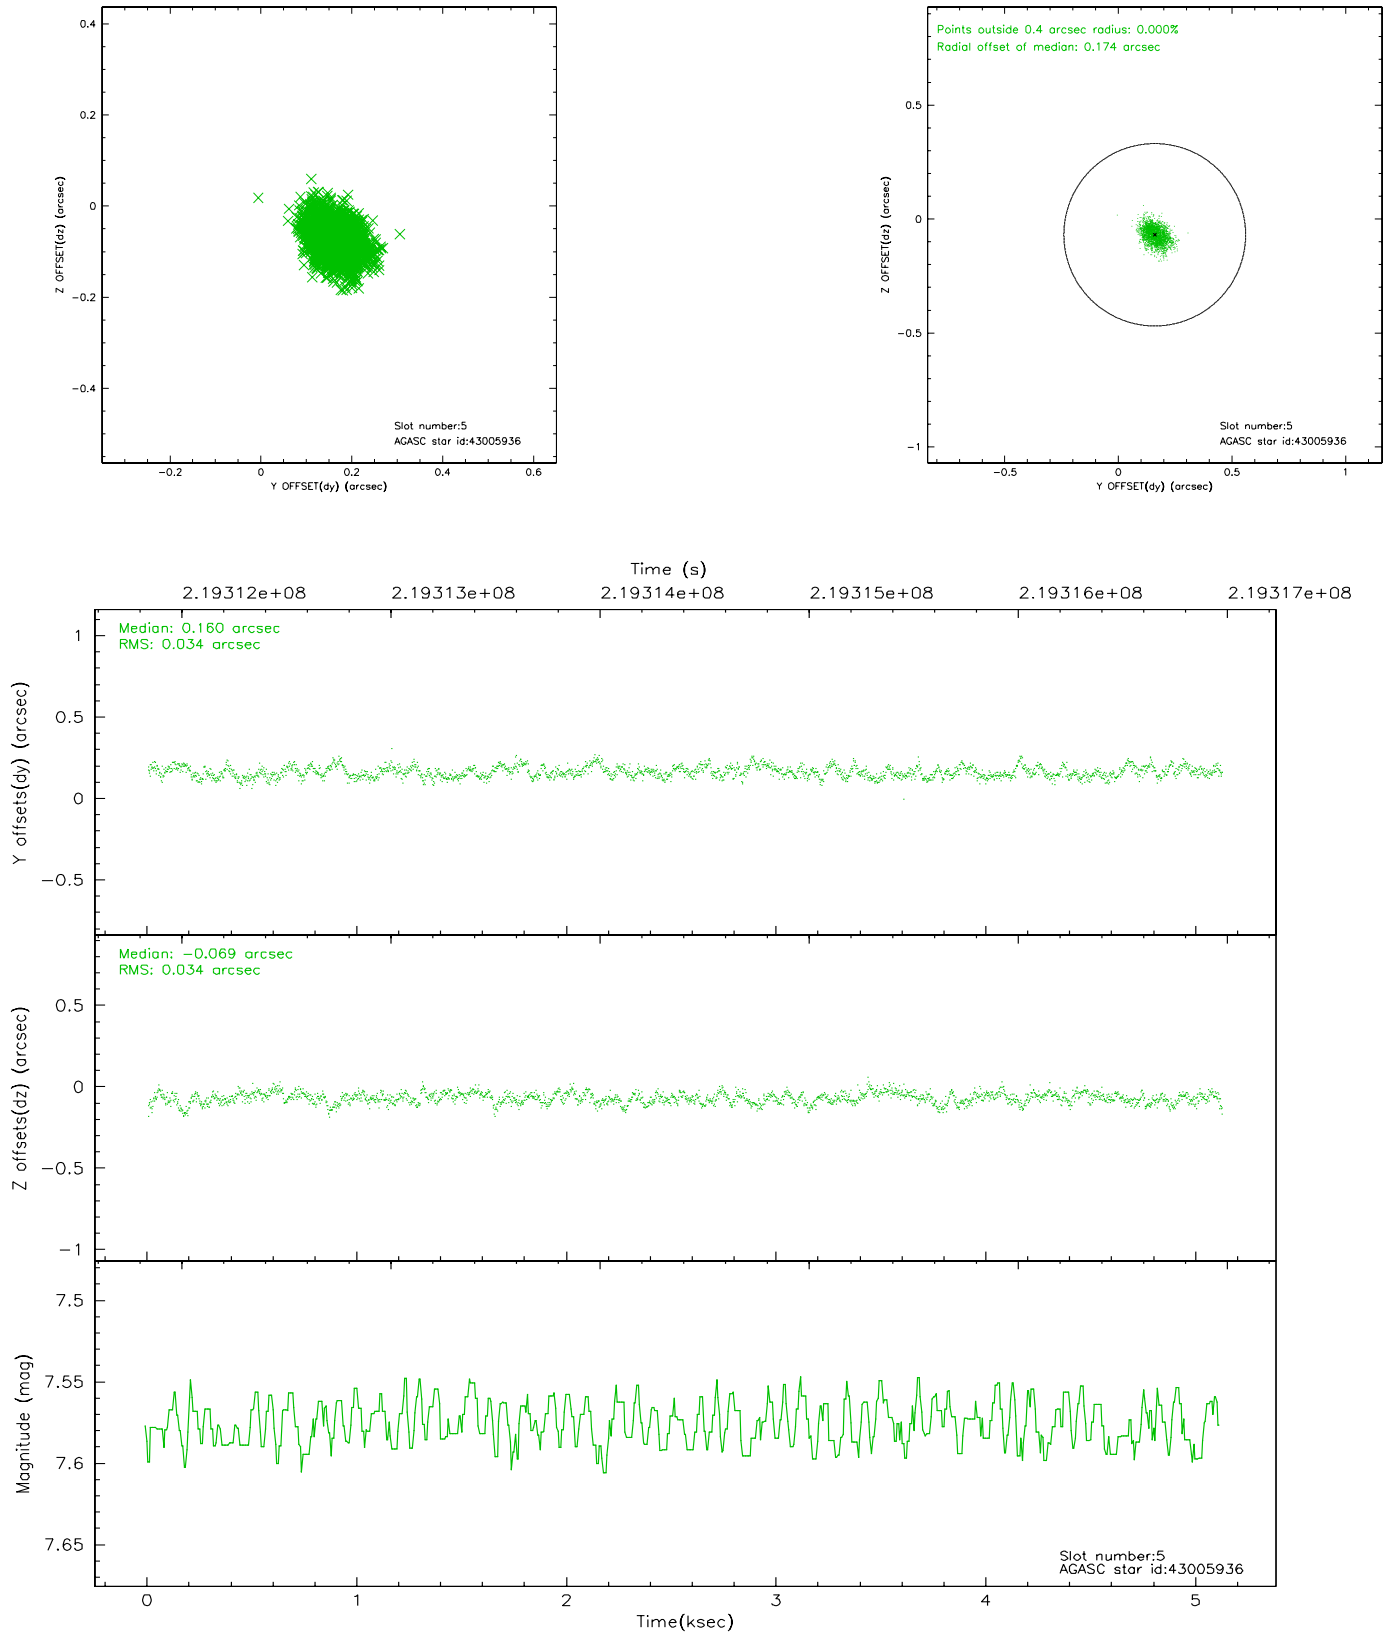 0.4
0.2
0
−0.2
−0.4
Z OFFSET(dz) (arcsec)
Slot number:5
AGASC star id:43005936
−0.2 0 0.2 0.4 0.6
Y OFFSET(dy) (arcsec)
Points outside 0.4 arcsec radius: 0.000%
Radial offset of median: 0.174 arcsec
0.5
0
−0.5
−1
Z OFFSET(dz) (arcsec)
Slot number:5
AGASC star id:43005936
−0.5 0 0.5 1
Y OFFSET(dy) (arcsec)
Time (s)
2.19312e+08 2.19313e+08 2.19314e+08 2.19315e+08 2.19316e+08 2.19317e+08
Median: 0.160 arcsec
RMS: 0.034 arcsec
1
0.5
0
−0.5
Y offsets(dy) (arcsec)
Median: −0.069 arcsec
RMS: 0.034 arcsec
0.5
0
−0.5
−1
Z offsets(dz) (arcsec)
7.5
7.55
7.6
7.65
Magnitude (mag)
Slot number:5
AGASC star id:43005936
0 1 2 3 4 5
Time(ksec)